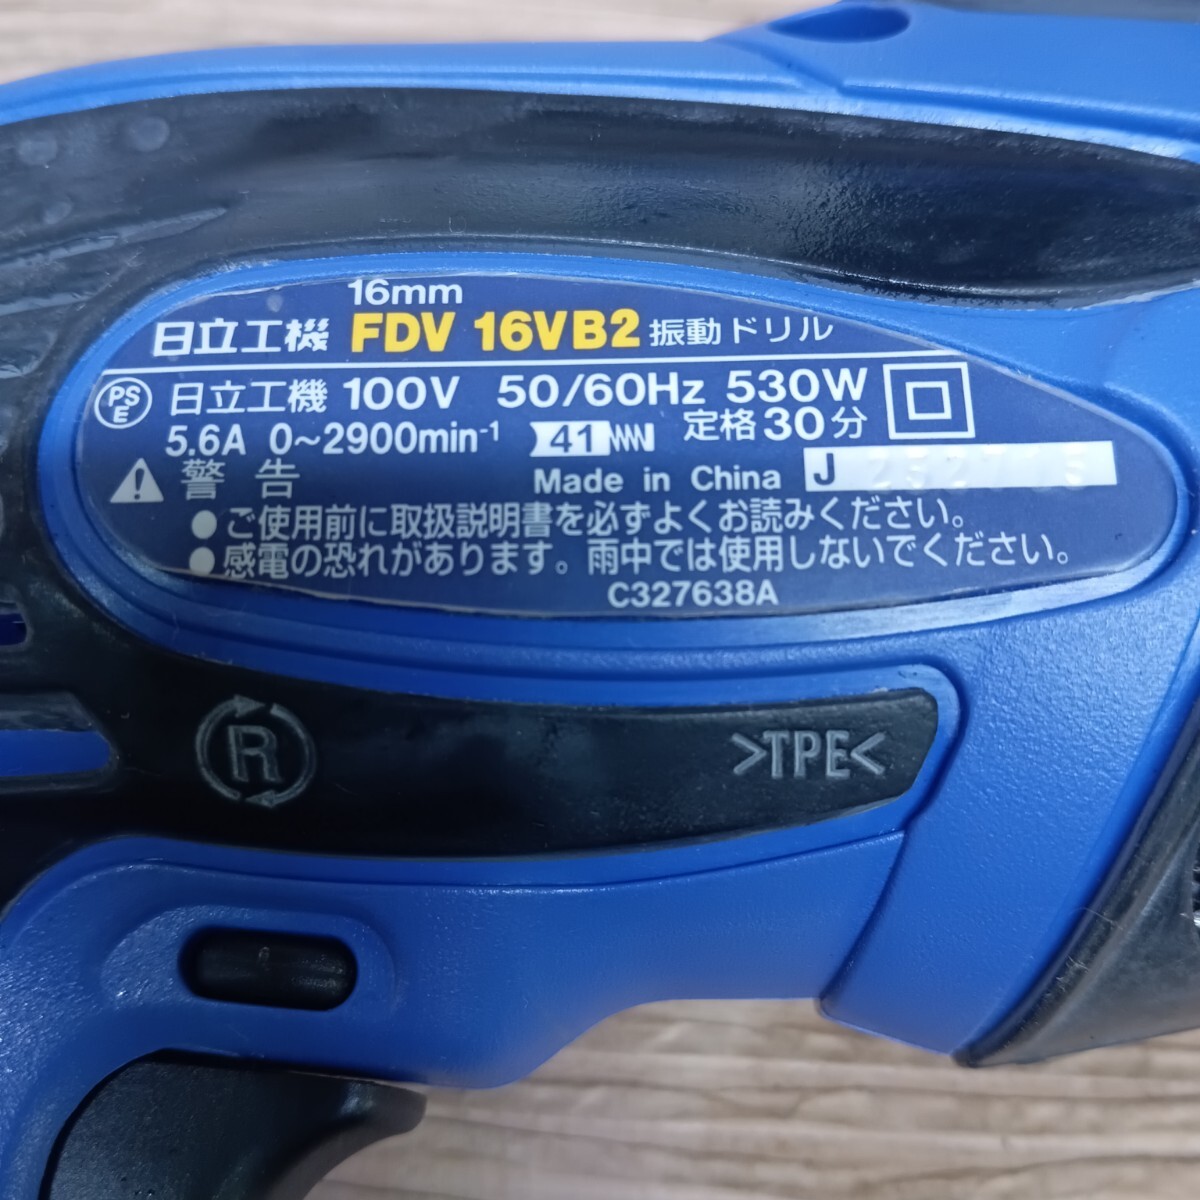 16mm
日立工機 FDV 16VB2 振動ドリル
PS E 日立工機 100V 50/60Hz 530W
5.6A 0~2900min-1 41 定格30分
警告 Made in China J
●ご使用前に取扱説明書を必ずよくお読みください。
●感電の恐れがあります。雨中では使用しないでください。
C327638A
R >TPE<